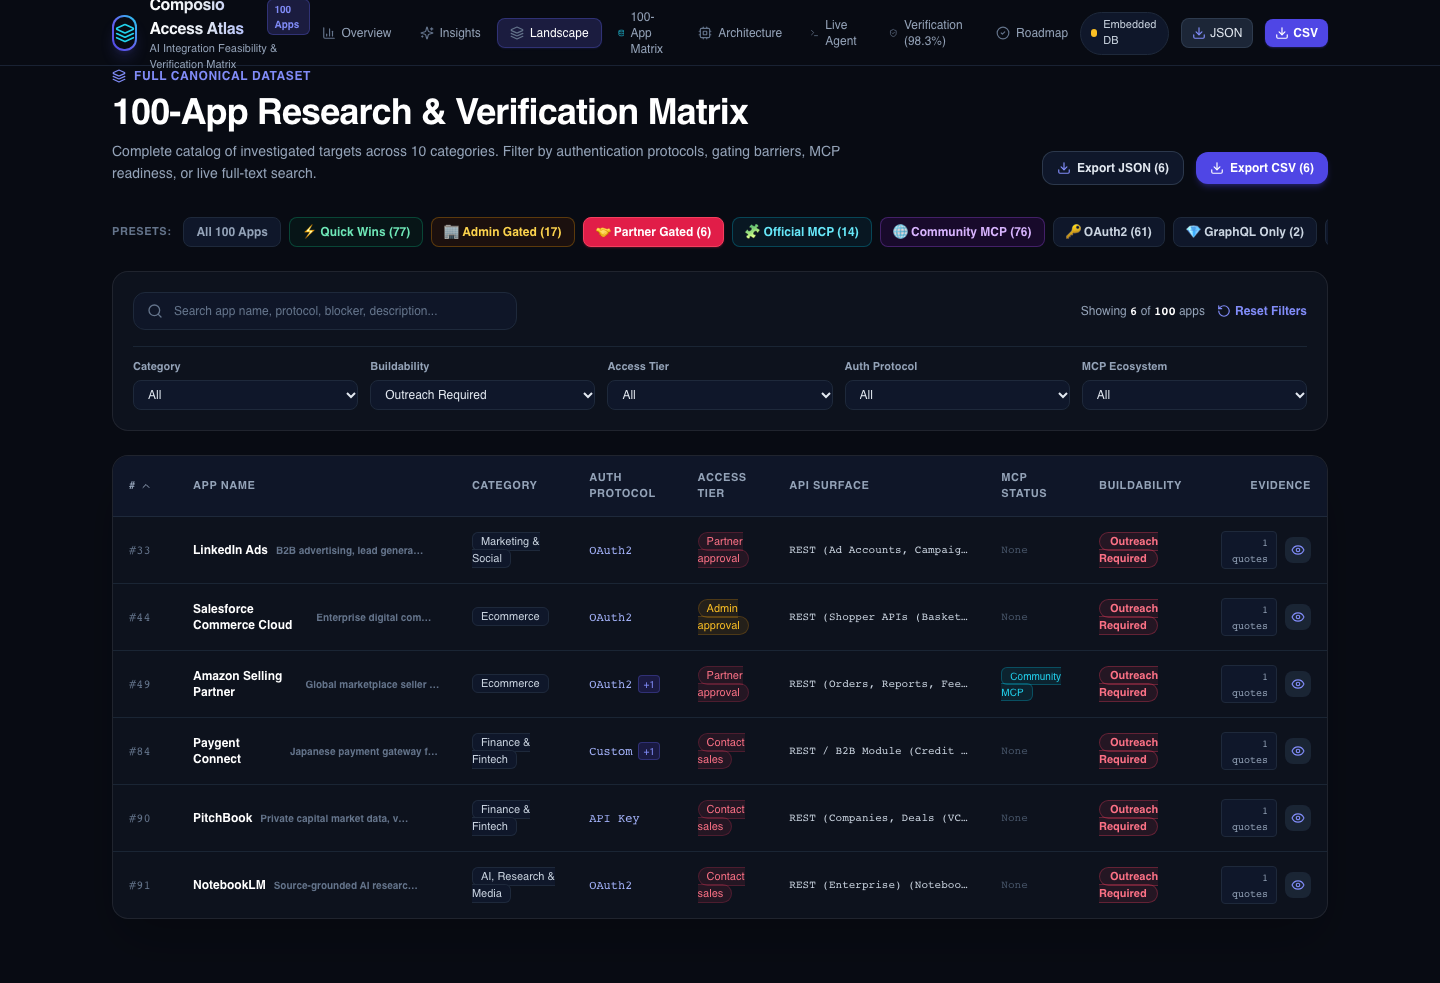 Composio
Access Atlas
100
Apps
AI Integration Feasibility &
Verification Matrix
Overview
Insights
Landscape
100-
App
Matrix
Architecture
Live
Agent
Verification
(98.3%)
Roadmap
Embedded
DB
JSON
CSV
FULL CANONICAL DATASET
100-App Research & Verification Matrix
Complete catalog of investigated targets across 10 categories. Filter by authentication protocols, gating barriers, MCP
readiness, or live full-text search.
Export JSON (6)
Export CSV (6)
PRESETS:
All 100 Apps
⚡ Quick Wins (77)
🏢 Admin Gated (17)
🤝 Partner Gated (6)
🧩 Official MCP (14)
🌐 Community MCP (76)
🔑 OAuth2 (61)
💎 GraphQL Only (2)
Search app name, protocol, blocker, description...
Showing 6 of 100 apps
Reset Filters
Category
Buildability
Access Tier
Auth Protocol
MCP Ecosystem
All
Outreach Required
All
All
All
#
APP NAME
CATEGORY
AUTH
PROTOCOL
ACCESS
TIER
API SURFACE
MCP
STATUS
BUILDABILITY
EVIDENCE
#33
LinkedIn Ads
B2B advertising, lead genera...
Marketing &
Social
OAuth2
Partner
approval
REST (Ad Accounts, Campaig...
None
Outreach
Required
1
quotes
#44
Salesforce
Commerce Cloud
Enterprise digital com...
Ecommerce
OAuth2
Admin
approval
REST (Shopper APIs (Basket...
None
Outreach
Required
1
quotes
#49
Amazon Selling
Partner
Global marketplace seller ...
Ecommerce
OAuth2 +1
Partner
approval
REST (Orders, Reports, Fee...
Community
MCP
Outreach
Required
1
quotes
#84
Paygent
Connect
Japanese payment gateway f...
Finance &
Fintech
Custom +1
Contact
sales
REST / B2B Module (Credit ...
None
Outreach
Required
1
quotes
#90
PitchBook
Private capital market data, v...
Finance &
Fintech
API Key
Contact
sales
REST (Companies, Deals (VC...
None
Outreach
Required
1
quotes
#91
NotebookLM
Source-grounded AI researc...
AI, Research &
Media
OAuth2
Contact
sales
REST (Enterprise) (Noteboo...
None
Outreach
Required
1
quotes